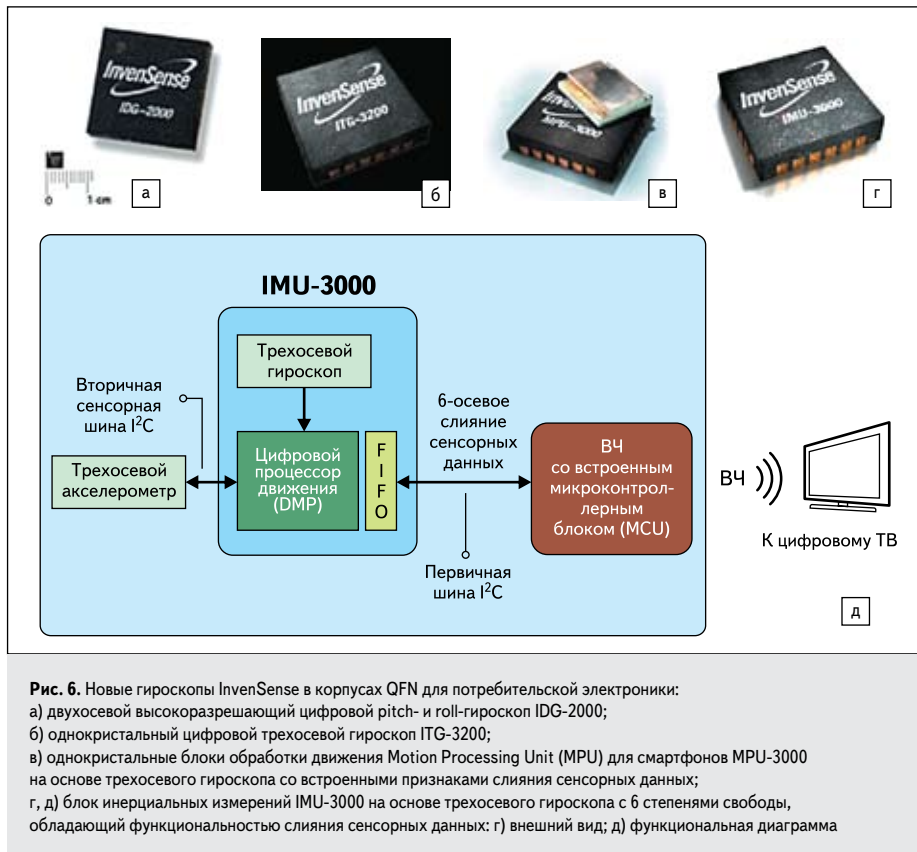 InvenSense
IDG-2000
0 1 cm
а
InvenSense
ITG-3200
б
InvenSense
MPU-3000
в
InvenSense
IMU-3000
г
IMU-3000
Трехосевой
гироскоп
Вторичная
сенсорная
шина I²C
Трехосевой
акселерометр
Цифровой
процессор
движения
(DMP)
F
I
F
O
6-осевое
слияние
сенсорных
данных
Первичная
шина I²C
ВЧ
со встроенным
микроконтрол-
лерным
блоком (MCU)
ВЧ
К цифровому ТВ
д
Рис. 6. Новые гироскопы InvenSense в корпусах QFN для потребительской электроники:
а) двухосевой высокоразрешающий цифровой pitch- и roll-гироскоп IDG-2000;
б) однокристальный цифровой трехосевой гироскоп ITG-3200;
в) однокристальные блоки обработки движения Motion Processing Unit (MPU) для смартфонов MPU-3000
на основе трехосевого гироскопа со встроенными признаками слияния сенсорных данных;
г, д) блок инерциальных измерений IMU-3000 на основе трехосевого гироскопа с 6 степенями свободы,
обладающий функциональностью слияния сенсорных данных: г) внешний вид; д) функциональная диаграмма